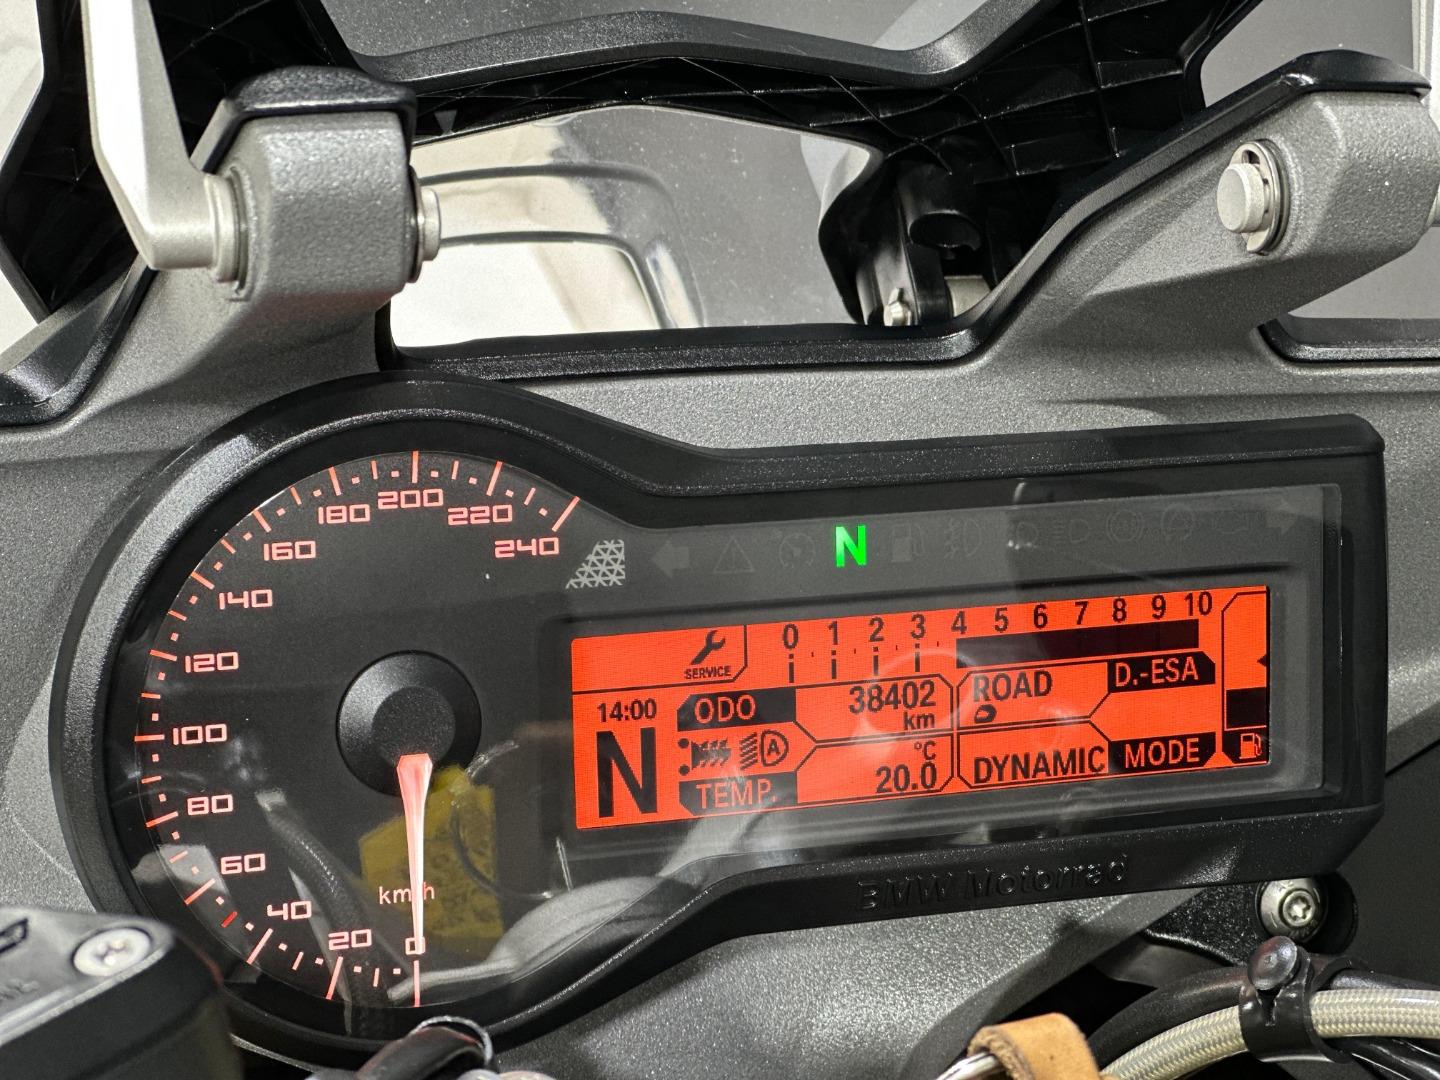 200
180
220
160
240
140
120
100
80
60
40
20
0
km/h
N
SERVICE
0 1 2 3 4 5 6 7 8 9 10
14:00
N
ODO
38402
km
TEMP.
°C
20.0
A
ROAD
D.-ESA
DYNAMIC
MODE
BMW Motorrad